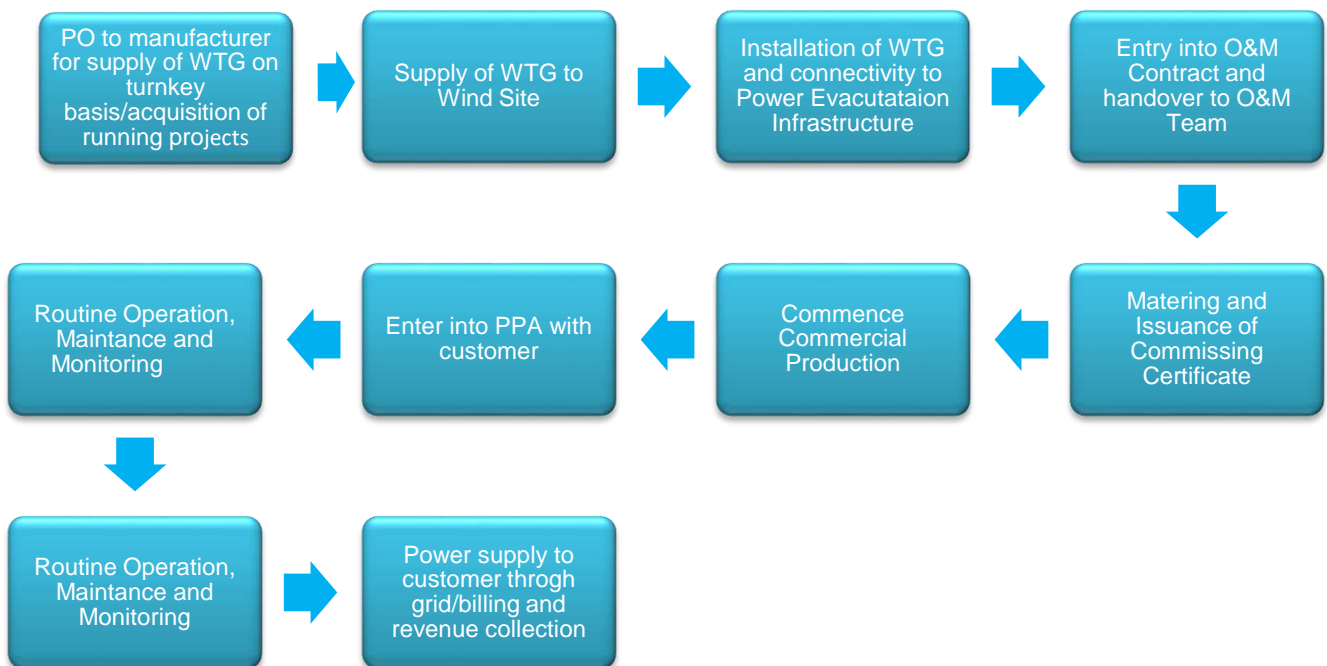 PO to manufacturer
for supply of WTG on
turnkey
basis/acquisition of
running projects
Supply of WTG to
Wind Site
Installation of WTG
and connectivity to
Power Evacutataion
Infrastructure
Entry into O&M
Contract and
handover to O&M
Team
Matering and
Issuance of
Commissing
Certificate
Commence
Commercial
Production
Enter into PPA with
customer
Routine Operation,
Maintance and
Monitoring
Routine Operation,
Maintance and
Monitoring
Power supply to
customer throgh
grid/billing and
revenue collection